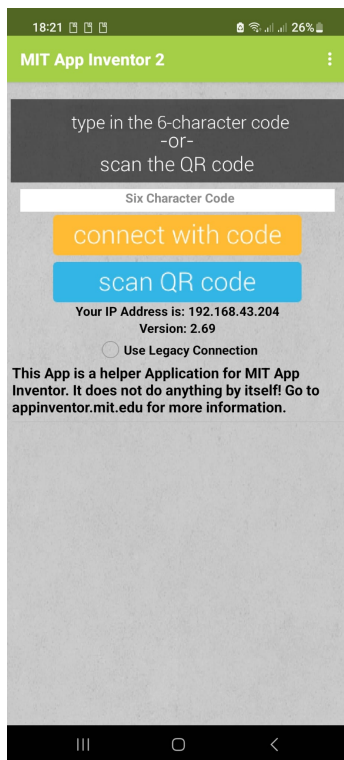 18:21 26%
MIT App Inventor 2
type in the 6-character code
-or-
scan the QR code
Six Character Code
connect with code
scan QR code
Your IP Address is: 192.168.43.204
Version: 2.69
Use Legacy Connection
This App is a helper Application for MIT App
Inventor. It does not do anything by itself! Go to
appinventor.mit.edu for more information.